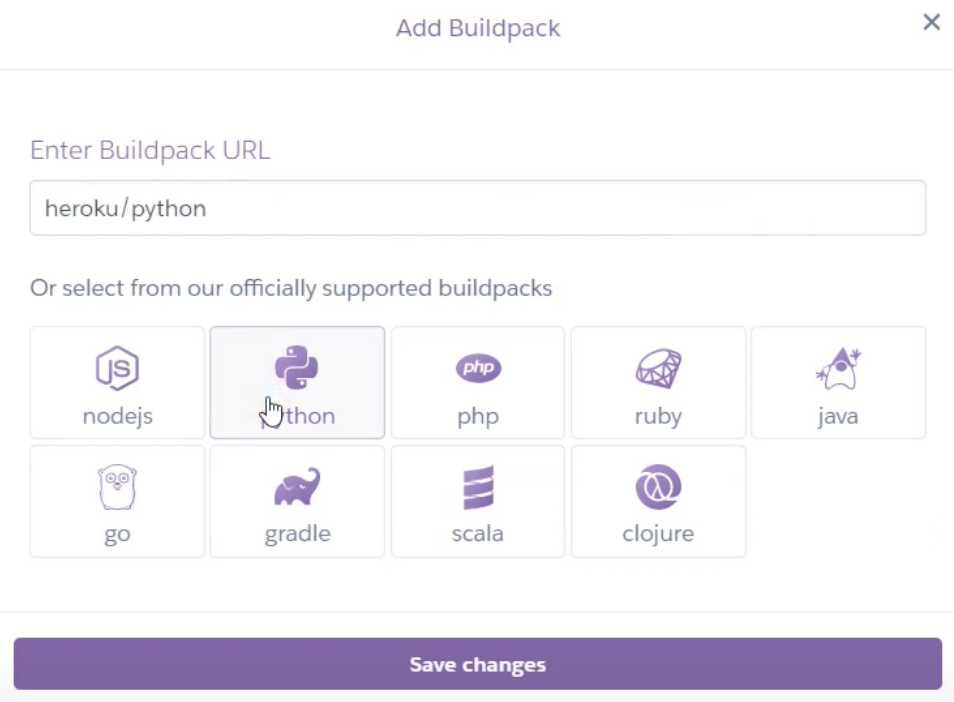 Add Buildpack
Enter Buildpack URL
heroku/python
Or select from our officially supported buildpacks
JS php
nodejs python php ruby java
go gradle scala clojure
Save changes